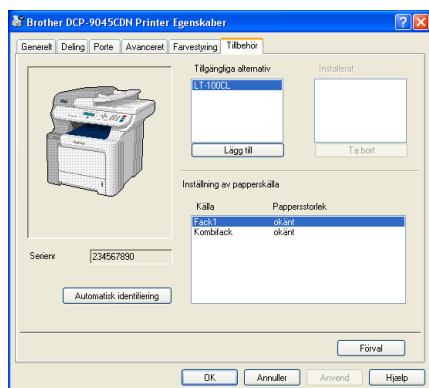 Brother DCP-9045CDN Printer Egenskaber
Generelt Deling Porte Avanceret Farvestyring Tillbehör
Tillgängliga alternativ Installerat
LT-100CL
Lägg till Ta bort
Inställning av papperskälla
Källa Pappersstorlek
Fack1 okänt
Kombifack okänt
Serienr 234567890
Automatisk identifiering
Förval
OK Annuller Anvend Hjælp